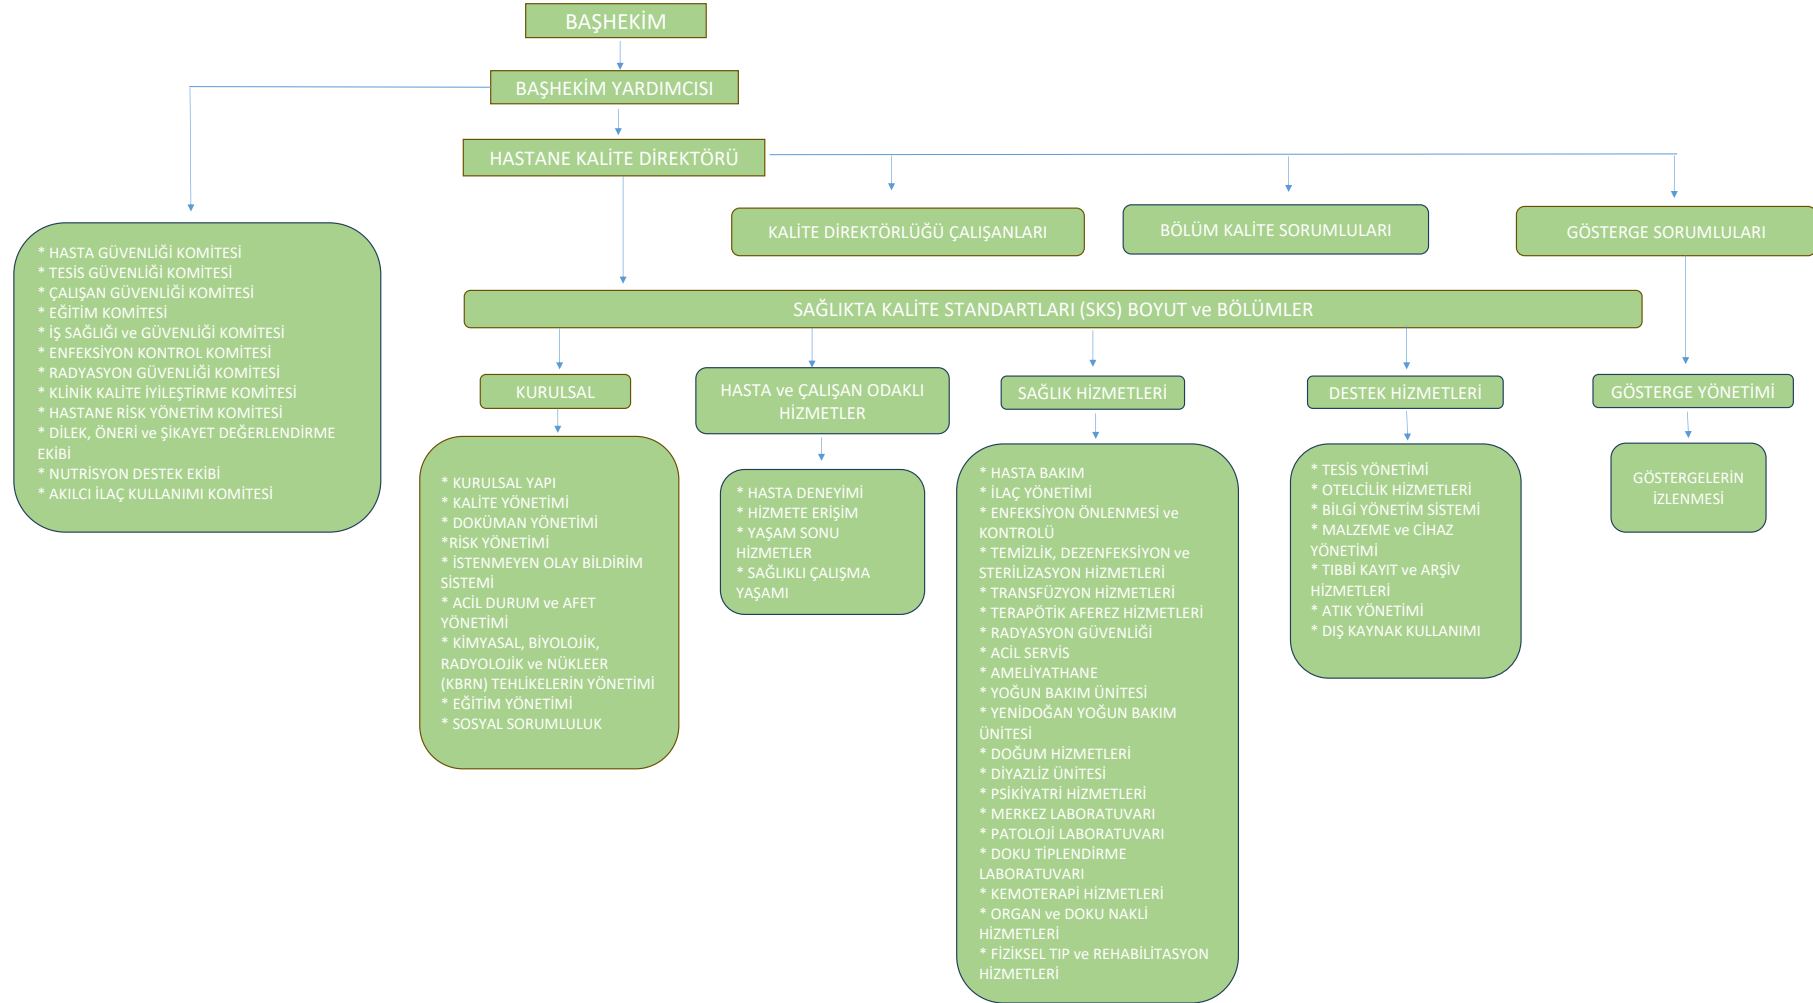 BAŞHEKİM
BAŞHEKİM YARDIMCISI
HASTANE KALİTE DİREKTÖRÜ
KALİTE DİREKTÖRLÜĞÜ ÇALIŞANLARI
BÖLÜM KALİTE SORUMLULARI
GÖSTERGE SORUMLULARI
* HASTA GÜVENLİĞİ KOMİTESİ
* TESİS GÜVENLİĞİ KOMİTESİ
* ÇALIŞAN GÜVENLİĞİ KOMİTESİ
* EĞİTİM KOMİTESİ
* İŞ SAĞLIĞI ve GÜVENLİĞİ KOMİTESİ
* ENFEKSİYON KONTROL KOMİTESİ
* RADYASYON GÜVENLİĞİ KOMİTESİ
* KLİNİK KALİTE İYİLEŞTİRME KOMİTESİ
* HASTANE RİSK YÖNETİM KOMİTESİ
* DİLEK, ÖNERİ ve ŞİKAYET DEĞERLENDİRME
EKİBİ
* NUTRİSYON DESTEK EKİBİ
* AKILCI İLAÇ KULLANIMI KOMİTESİ
SAĞLIKTA KALİTE STANDARTLARI (SKS) BOYUT ve BÖLÜMLER
KURULSAL
HASTA ve ÇALIŞAN ODAKLI
HİZMETLER
SAĞLIK HİZMETLERİ
DESTEK HİZMETLERİ
GÖSTERGE YÖNETİMİ
* KURULSAL YAPI
* KALİTE YÖNETİMİ
* DOKÜMAN YÖNETİMİ
*RİSK YÖNETİMİ
* İSTENMEYEN OLAY BİLDİRİM
SİSTEMİ
* ACİL DURUM ve AFET
YÖNETİMİ
* KİMYASAL, BİYOLOJİK,
RADYOLOJİK ve NÜKLEER
(KBRN) TEHLİKELERİN YÖNETİMİ
* EĞİTİM YÖNETİMİ
* SOSYAL SORUMLULUK
* HASTA DENEYİMİ
* HİZMETE ERİŞİM
* YAŞAM SONU
HİZMETLER
* SAĞLIKLI ÇALIŞMA
YAŞAMI
* HASTA BAKIM
* İLAÇ YÖNETİMİ
* ENFEKSİYON ÖNLENMESİ ve
KONTROLÜ
* TEMİZLİK, DEZENFEKSİYON ve
STERİLİZASYON HİZMETLERİ
* TRANSFÜZYON HİZMETLERİ
* TERAPÖTİK AFEREZ HİZMETLERİ
* RADYASYON GÜVENLİĞİ
* ACİL SERVİS
* AMELİYATHANE
* YOĞUN BAKIM ÜNİTESİ
* YENİDOĞAN YOĞUN BAKIM
ÜNİTESİ
* DOĞUM HİZMETLERİ
* DİYAZLİZ ÜNİTESİ
* PSİKİYATRİ HİZMETLERİ
* MERKEZ LABORATUVARI
* PATOLOJİ LABORATUVARI
* DOKU TİPLENDİRME
LABORATUVARI
* KEMOTERAPİ HİZMETLERİ
* ORGAN ve DOKU NAKLİ
HİZMETLERİ
* FİZİKSEL TIP ve REHABİLİTASYON
HİZMETLERİ
* TESİS YÖNETİMİ
* OTELCİLİK HİZMETLERİ
* BİLGİ YÖNETİM SİSTEMİ
* MALZEME ve CİHAZ
YÖNETİMİ
* TIBBİ KAYIT ve ARŞİV
HİZMETLERİ
* ATIK YÖNETİMİ
* DIŞ KAYNAK KULLANIMI
GÖSTERGELERİN
İZLENMESİ